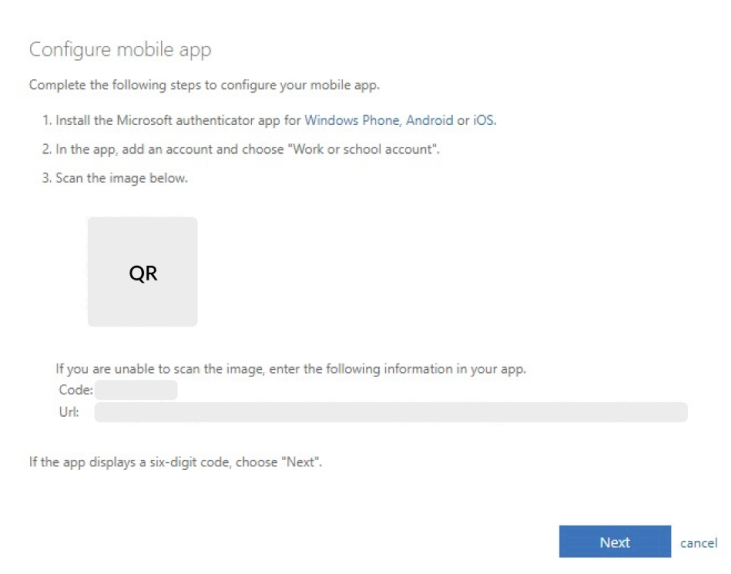 Configure mobile app
Complete the following steps to configure your mobile app.
1. Install the Microsoft authenticator app for Windows Phone, Android or iOS.
2. In the app, add an account and choose "Work or school account".
3. Scan the image below.
QR
If you are unable to scan the image, enter the following information in your app.
Code:
Url:
If the app displays a six-digit code, choose "Next".
Next cancel